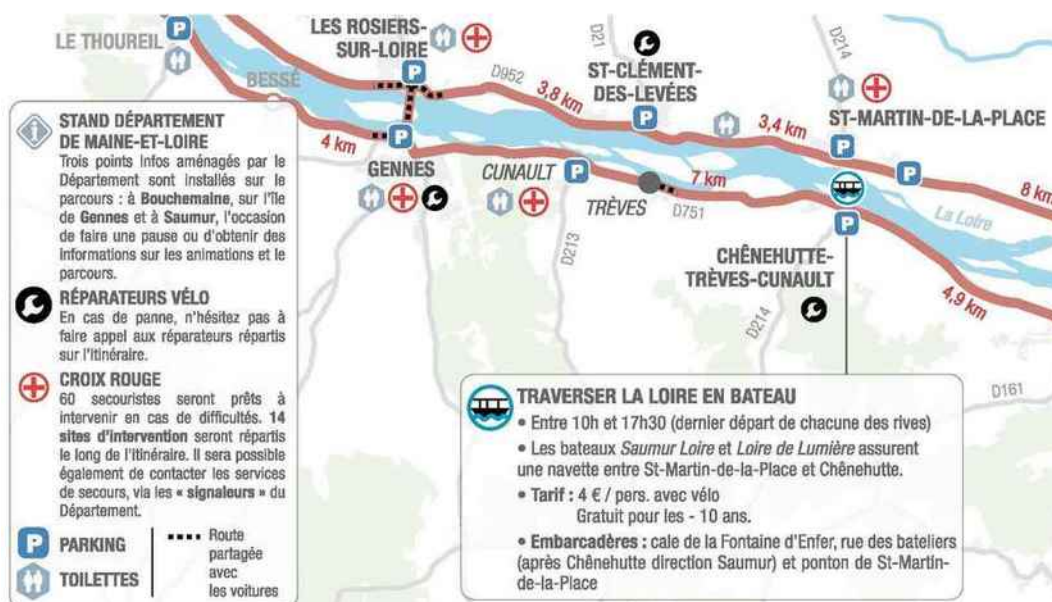 LE THOUREIL
BESSÉ
LES ROSIERS-
SUR-LOIRE
P
D952
3,8 km
D21
ST-CLÉMENT-
DES-LEVÉES
P
3,4 km
D214
ST-MARTIN-DE-LA-PLACE
P
P
8 km
La Loire
P
4 km
P
GENNES
CUNAULT
P
TRÈVES
7 km
D751
D213
P
CHÊNEHUTTE-
TRÈVES-CUNAULT
D214
4,9 km
D161
STAND DÉPARTEMENT
DE MAINE-ET-LOIRE
Trois points Infos aménagés par le
Département sont installés sur le
parcours : à Bouchemaine, sur l'île
de Gennes et à Saumur, l'occasion
de faire une pause ou d'obtenir des
informations sur les animations et le
parcours.
RÉPARATEURS VÉLO
En cas de panne, n'hésitez pas à
faire appel aux réparateurs répartis
sur l'itinéraire.
CROIX ROUGE
60 secouristes seront prêts à
intervenir en cas de difficultés. 14
sites d'intervention seront répartis
le long de l'itinéraire. Il sera possible
également de contacter les services
de secours, via les « signaleurs » du
Département.
P PARKING
TOILETTES
Route
partagée
avec
les voitures
TRAVERSER LA LOIRE EN BATEAU
• Entre 10h et 17h30 (dernier départ de chacune des rives)
• Les bateaux Saumur Loire et Loire de Lumière assurent
une navette entre St-Martin-de-la-Place et Chênehutte.
• Tarif : 4 € / pers. avec vélo
Gratuit pour les - 10 ans.
• Embarcadères : cale de la Fontaine d'Enfer, rue des bateliers
(après Chênehutte direction Saumur) et ponton de St-Martin-
de-la-Place